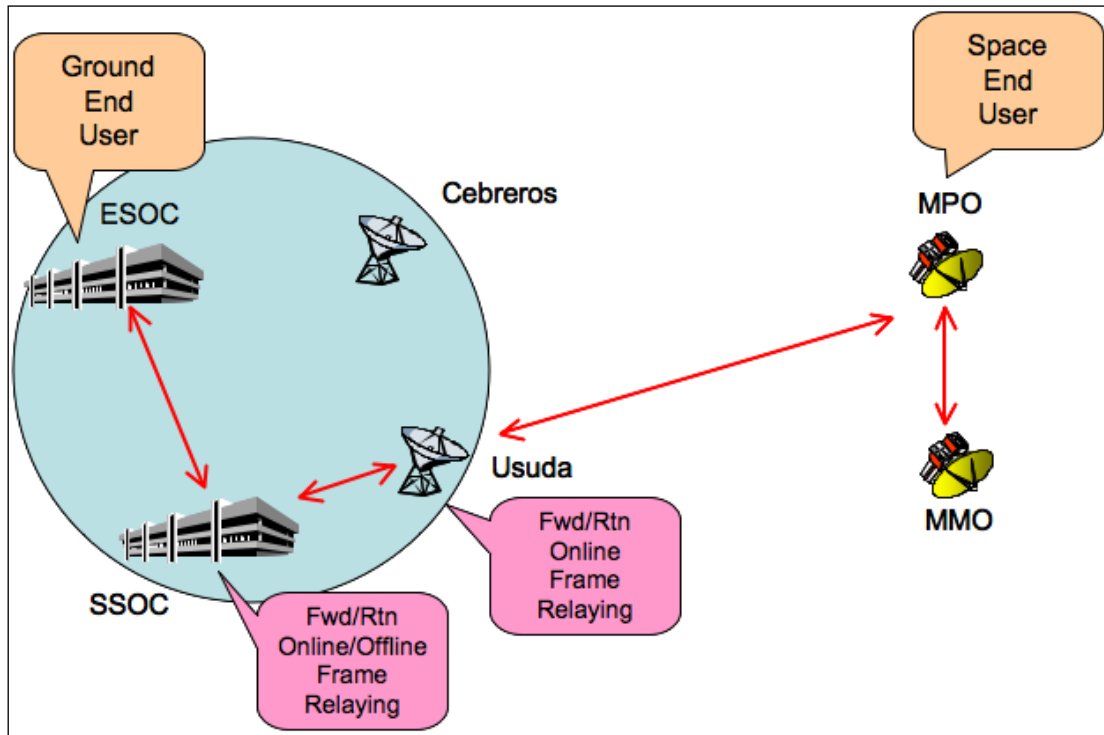 Ground
End
User
Space
End
User
ESOC
Cebreros
MPO
Usuda
MMO
SSOC
Fwd/Rtn
Online
Frame
Relaying
Fwd/Rtn
Online/Offline
Frame
Relaying